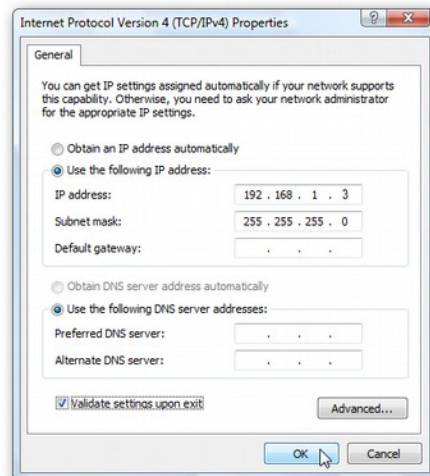 Internet Protocol Version 4 (TCP/IPv4) Properties
General
You can get IP settings assigned automatically if your network supports
this capability. Otherwise, you need to ask your network administrator
for the appropriate IP settings.
Obtain an IP address automatically
Use the following IP address:
IP address: 192 . 168 . 1 . 3
Subnet mask: 255 . 255 . 255 . 0
Default gateway: . . .
Obtain DNS server address automatically
Use the following DNS server addresses:
Preferred DNS server: . . .
Alternate DNS server: . . .
Validate settings upon exit
Advanced...
OK Cancel